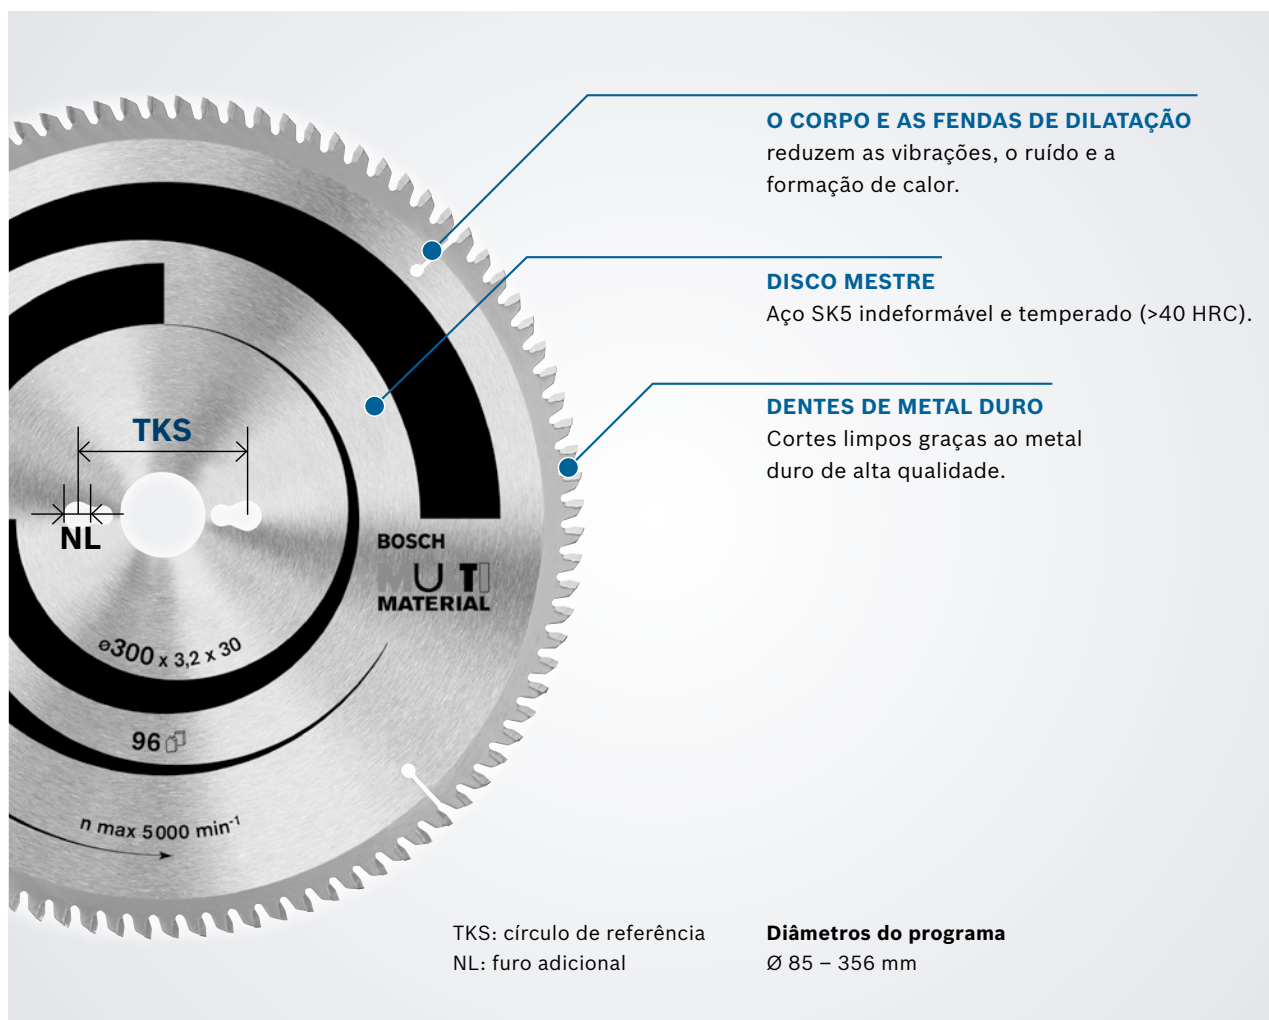 O CORPO E AS FENDAS DE DILATAÇÃO
reduzem as vibrações, o ruído e a
formação de calor.
DISCO MESTRE
Aço SK5 indeformável e temperado (>40 HRC).
DENTES DE METAL DURO
Cortes limpos graças ao metal
duro de alta qualidade.
TKS
NL
BOSCH
MULTI
MATERIAL
ø300 x 3,2 x 30
96
n max 5000 min-1
TKS: círculo de referência
NL: furo adicional
Diâmetros do programa
Ø 85 – 356 mm